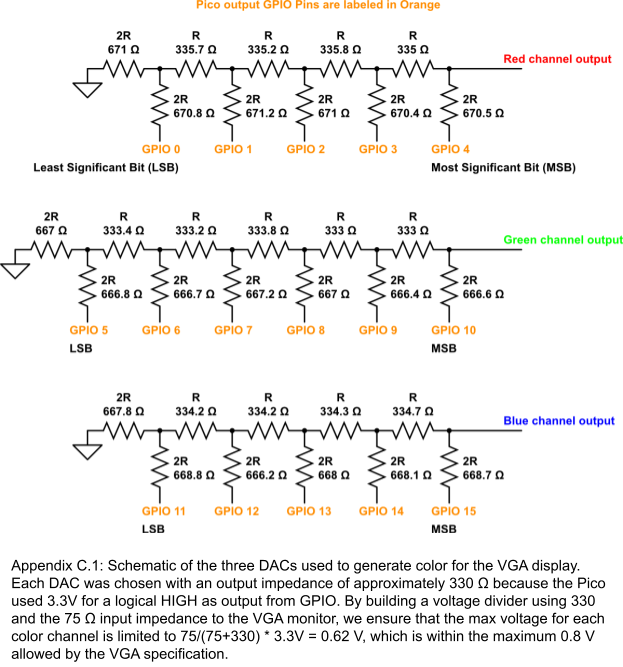 Pico output GPIO Pins are labeled in Orange
2R R R R R
671 Ω 335.7 Ω 335.2 Ω 335.8 Ω 335 Ω
Red channel output
2R 2R 2R 2R 2R
670.8 Ω 671.2 Ω 671 Ω 670.4 Ω 670.5 Ω
GPIO 0 GPIO 1 GPIO 2 GPIO 3 GPIO 4
Least Significant Bit (LSB) Most Significant Bit (MSB)
2R R R R R R
667 Ω 333.4 Ω 333.2 Ω 333.8 Ω 333 Ω 333 Ω
Green channel output
2R 2R 2R 2R 2R 2R
666.8 Ω 666.7 Ω 667.2 Ω 667 Ω 666.4 Ω 666.6 Ω
GPIO 5 GPIO 6 GPIO 7 GPIO 8 GPIO 9 GPIO 10
LSB MSB
2R R R R R
667.8 Ω 334.2 Ω 334.2 Ω 334.3 Ω 334.7 Ω
Blue channel output
2R 2R 2R 2R 2R
668.8 Ω 666.2 Ω 668 Ω 668.1 Ω 668.7 Ω
GPIO 11 GPIO 12 GPIO 13 GPIO 14 GPIO 15
LSB MSB
Appendix C.1: Schematic of the three DACs used to generate color for the VGA display.
Each DAC was chosen with an output impedance of approximately 330 Ω because the Pico
used 3.3V for a logical HIGH as output from GPIO. By building a voltage divider using 330
and the 75 Ω input impedance to the VGA monitor, we ensure that the max voltage for each
color channel is limited to 75/(75+330) * 3.3V = 0.62 V, which is within the maximum 0.8 V
allowed by the VGA specification.